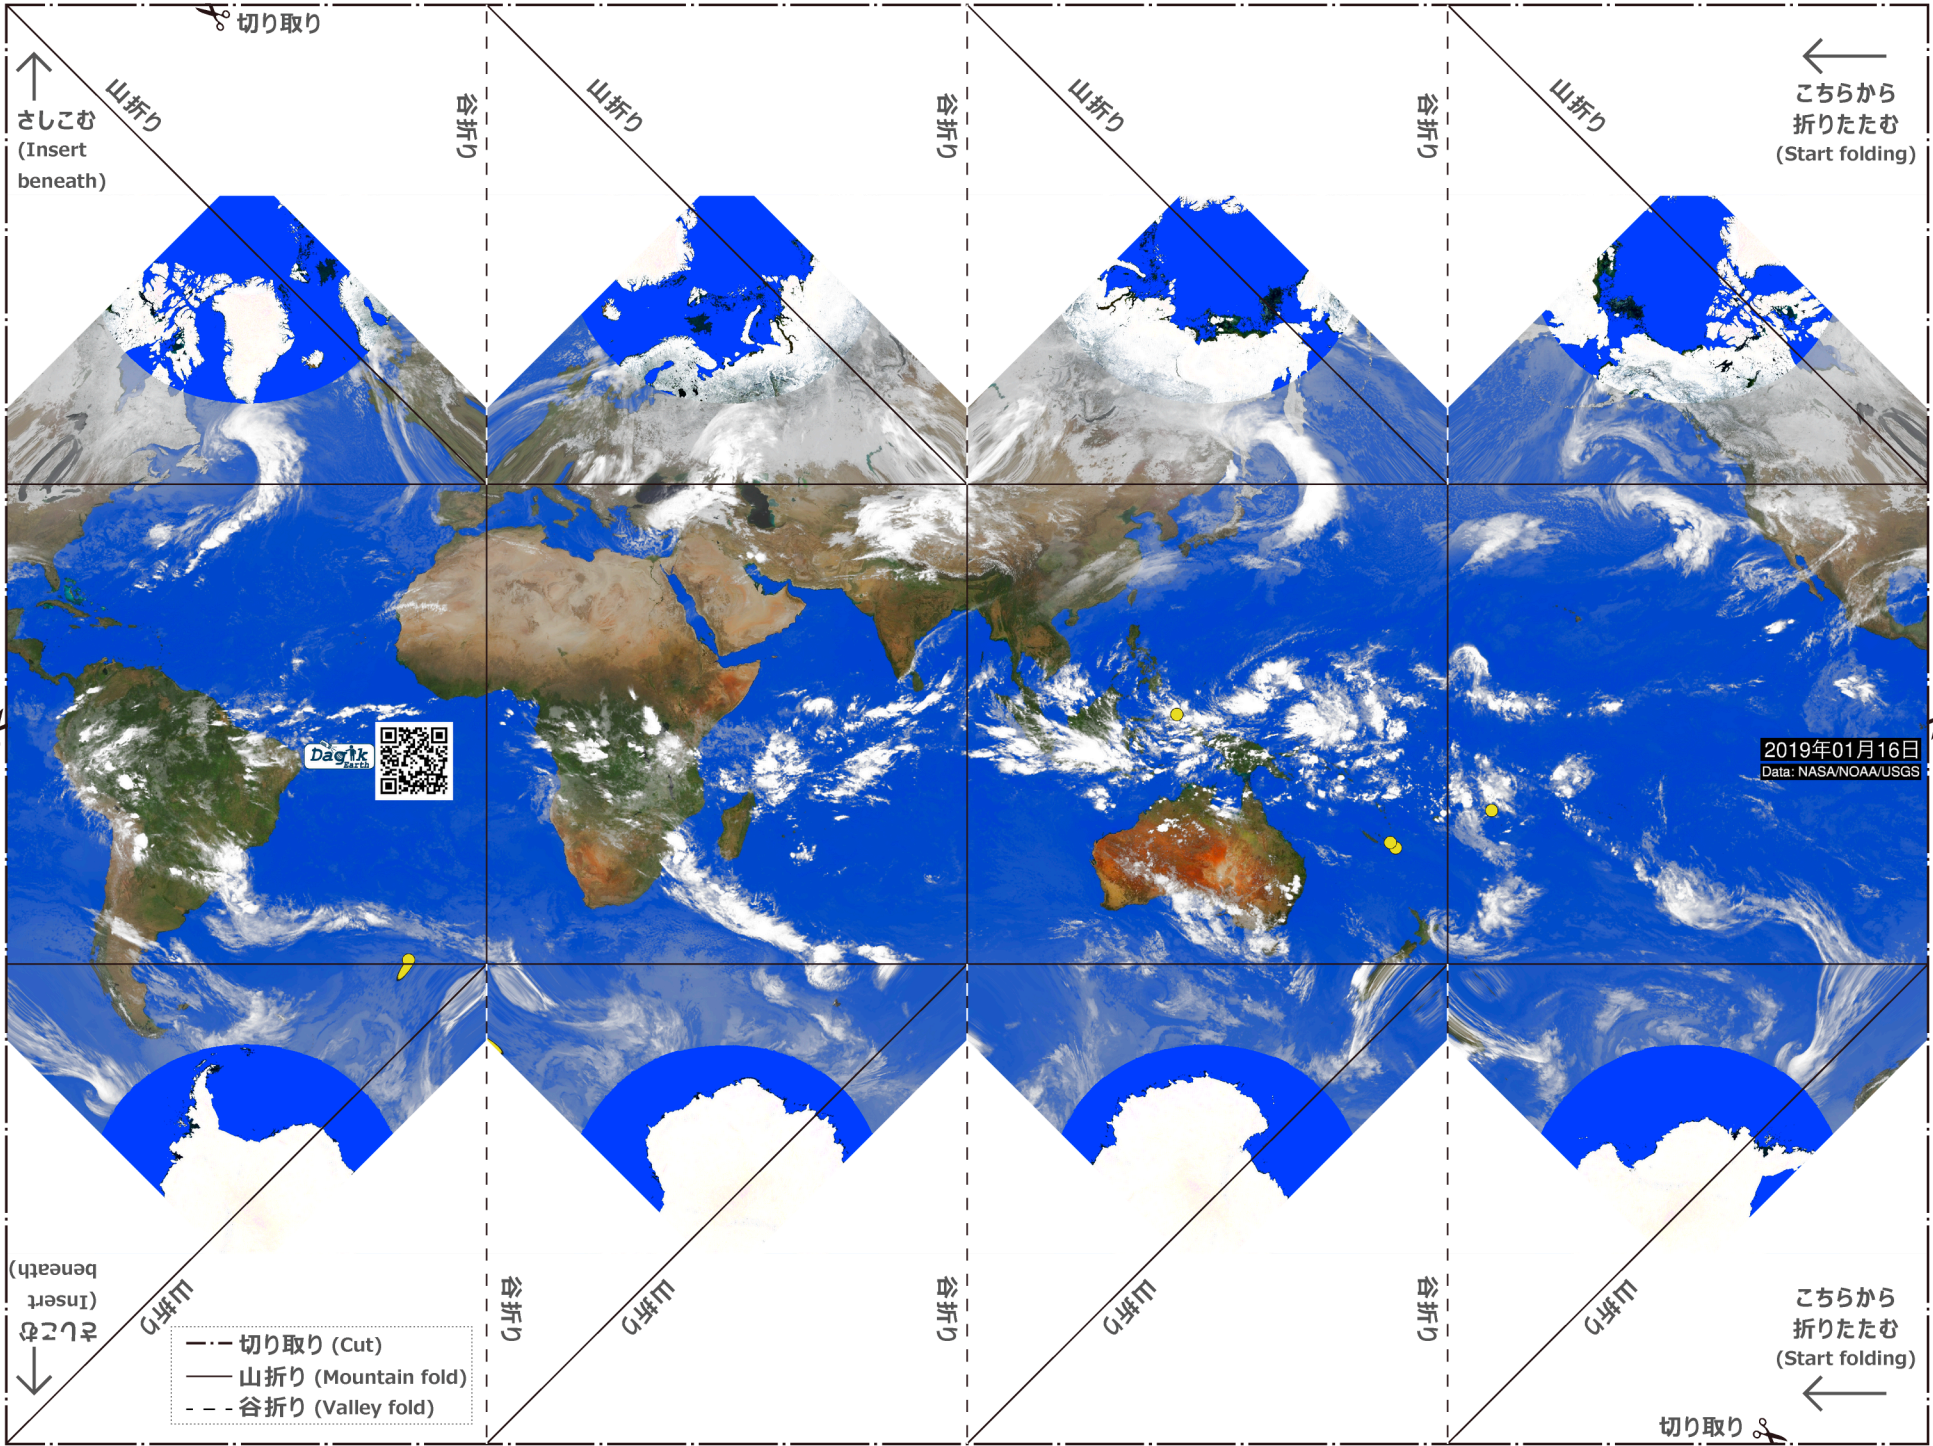 切り取り
山折り
谷折り
山折り
谷折り
山折り
谷折り
山折り
こちらから
折りたたむ
(Start folding)
さしこむ
(Insert
beneath)
Dagik
Earth
2019年01月16日
Data: NASA/NOAA/USGS
さしこむ
(Insert
beneath)
山折り
谷折り
山折り
谷折り
山折り
谷折り
山折り
こちらから
折りたたむ
(Start folding)
切り取り (Cut)
山折り (Mountain fold)
谷折り (Valley fold)
切り取り